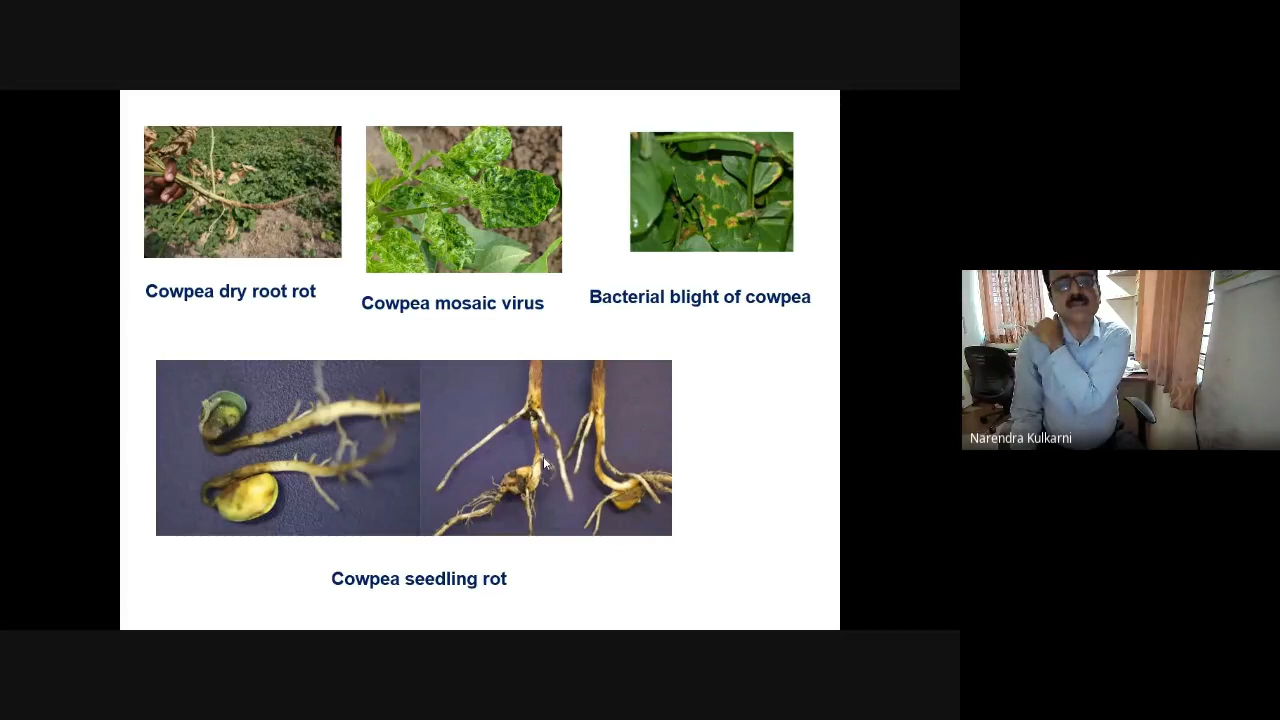 Cowpea dry root rot
Cowpea mosaic virus
Bacterial blight of cowpea
Cowpea seedling rot
Narendra Kulkarni